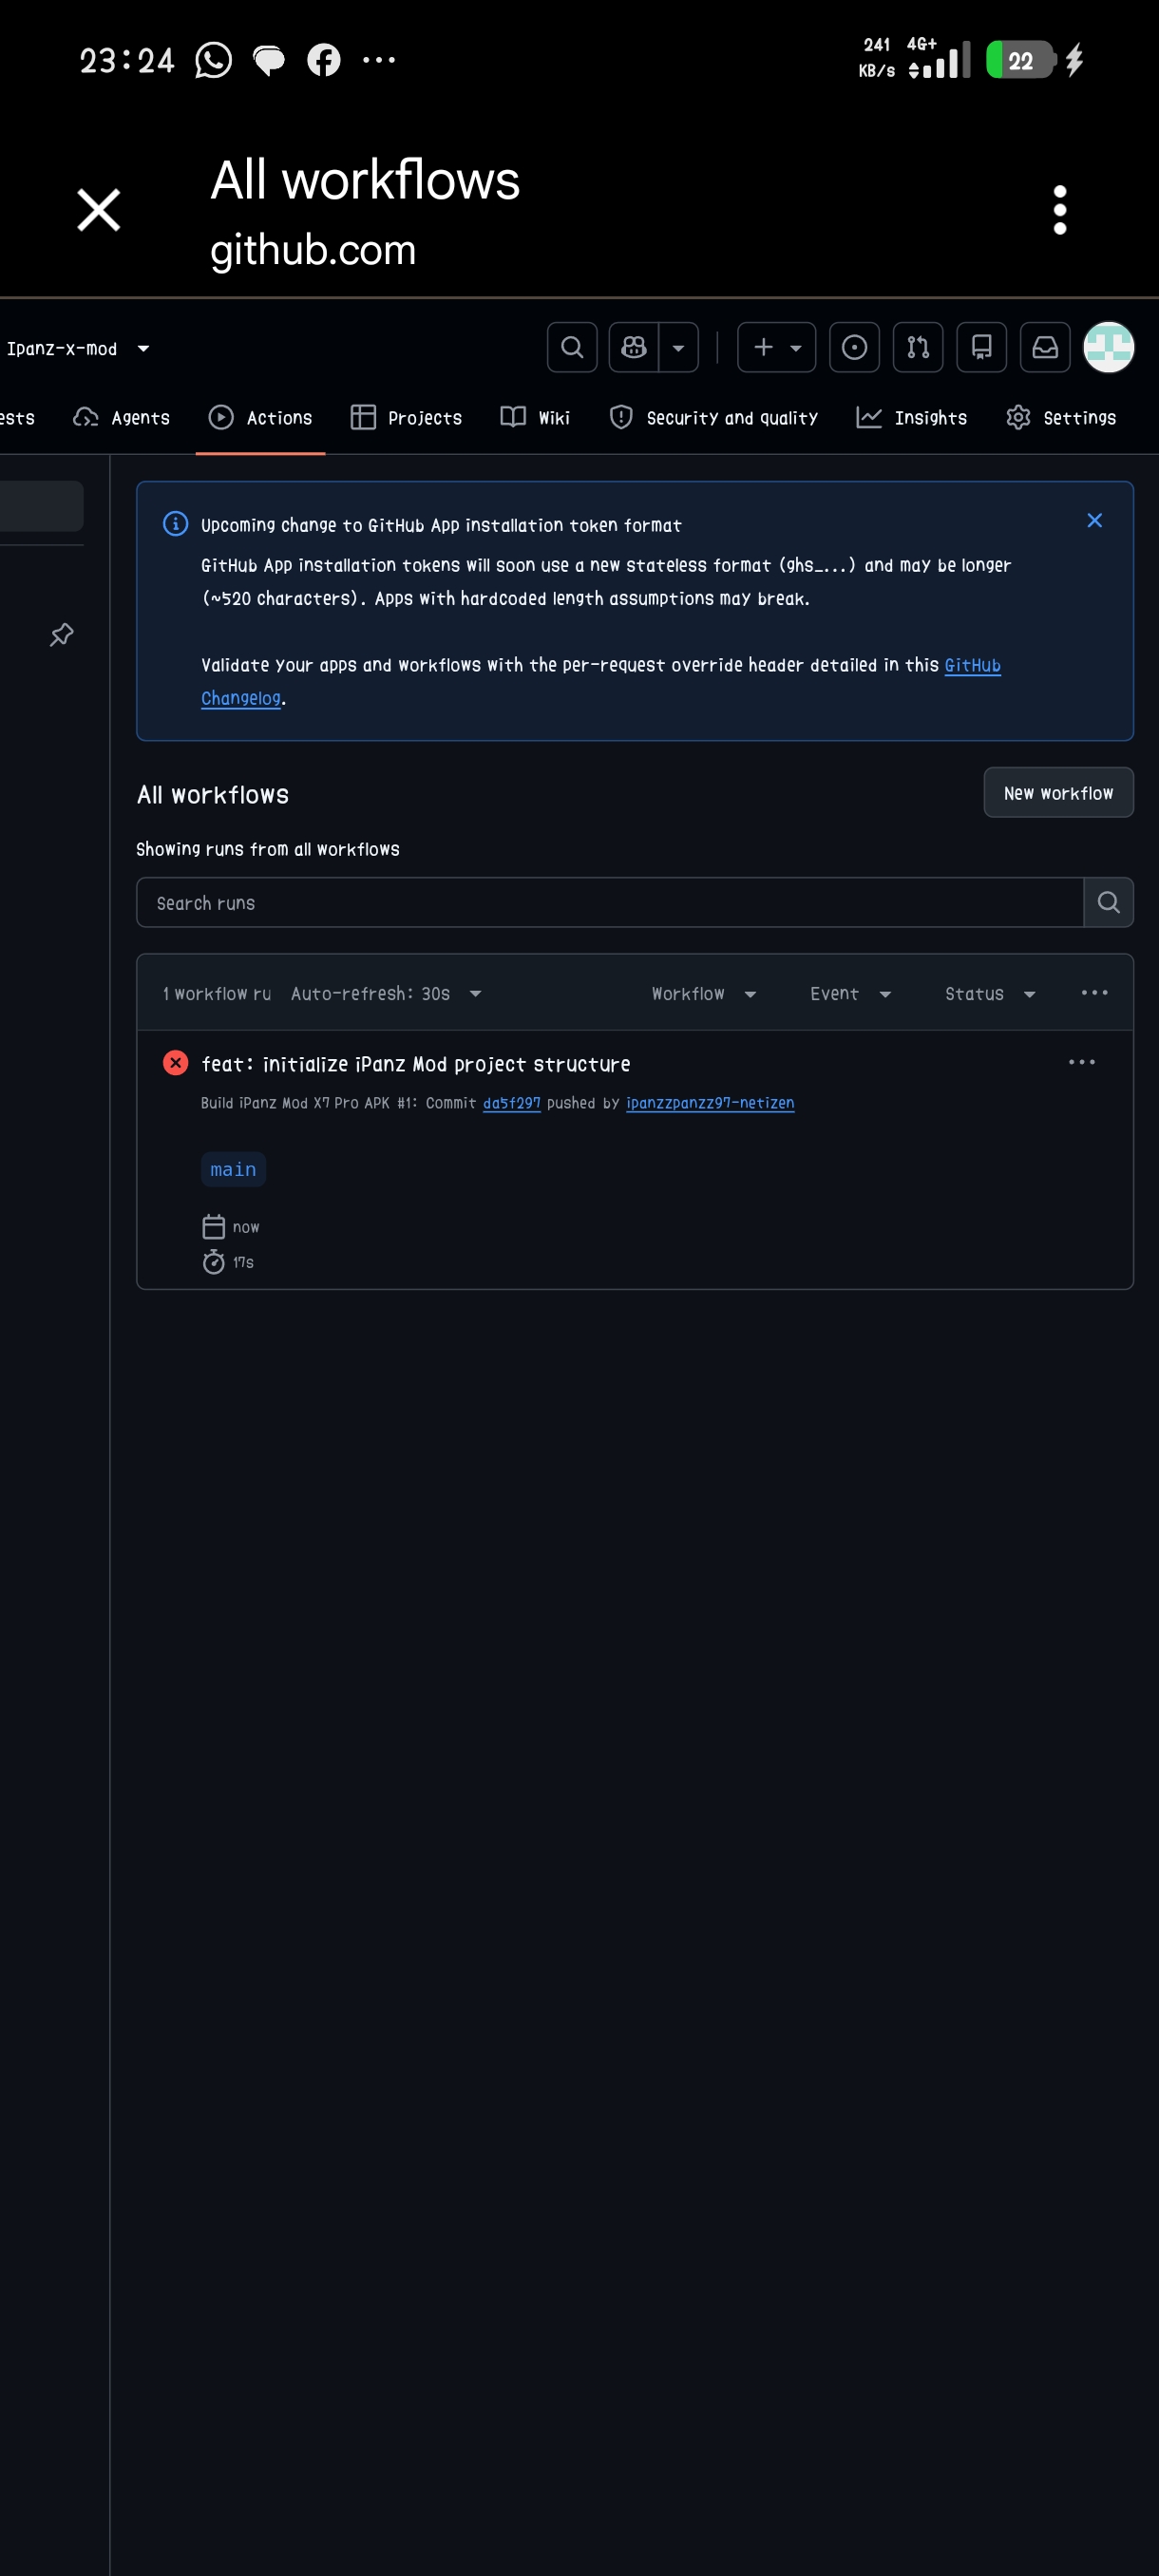 23:24
241 KB/s
4G+
22
All workflows
github.com
Ipanz-x-mod
ests
Agents
Actions
Projects
Wiki
Security and quality
Insights
Settings
Upcoming change to GitHub App installation token format
GitHub App installation tokens will soon use a new stateless format (ghs_...) and may be longer
(~520 characters). Apps with hardcoded length assumptions may break.
Validate your apps and workflows with the per-request override header detailed in this GitHub
Changelog.
All workflows
New workflow
Showing runs from all workflows
Search runs
1 workflow ru
Auto-refresh: 30s
Workflow
Event
Status
feat: initialize iPanz Mod project structure
Build iPanz Mod X7 Pro APK #1: Commit da5f297 pushed by ipanzzpanzz97-netizen
main
now
17s